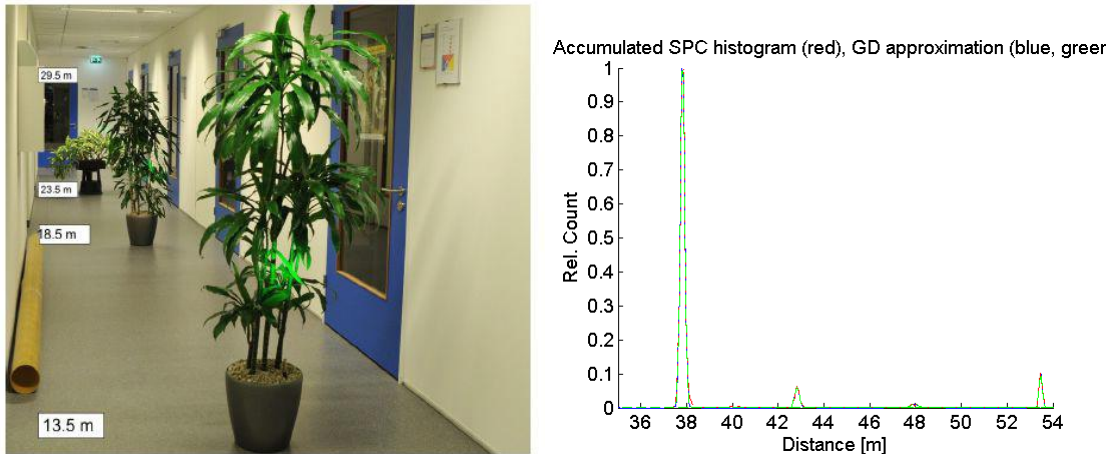 29.5 m
23.5 m
18.5 m
13.5 m
Accumulated SPC histogram (red), GD approximation (blue, green
Rel. Count
1
0.9
0.8
0.7
0.6
0.5
0.4
0.3
0.2
0.1
0
36 38 40 42 44 46 48 50 52 54
Distance [m]